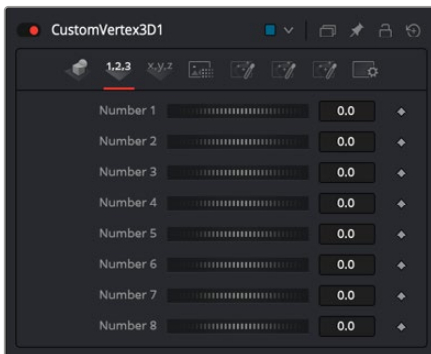 CustomVertex3D1
1,2,3 x,y,z
Number 1 0.0
Number 2 0.0
Number 3 0.0
Number 4 0.0
Number 5 0.0
Number 6 0.0
Number 7 0.0
Number 8 0.0